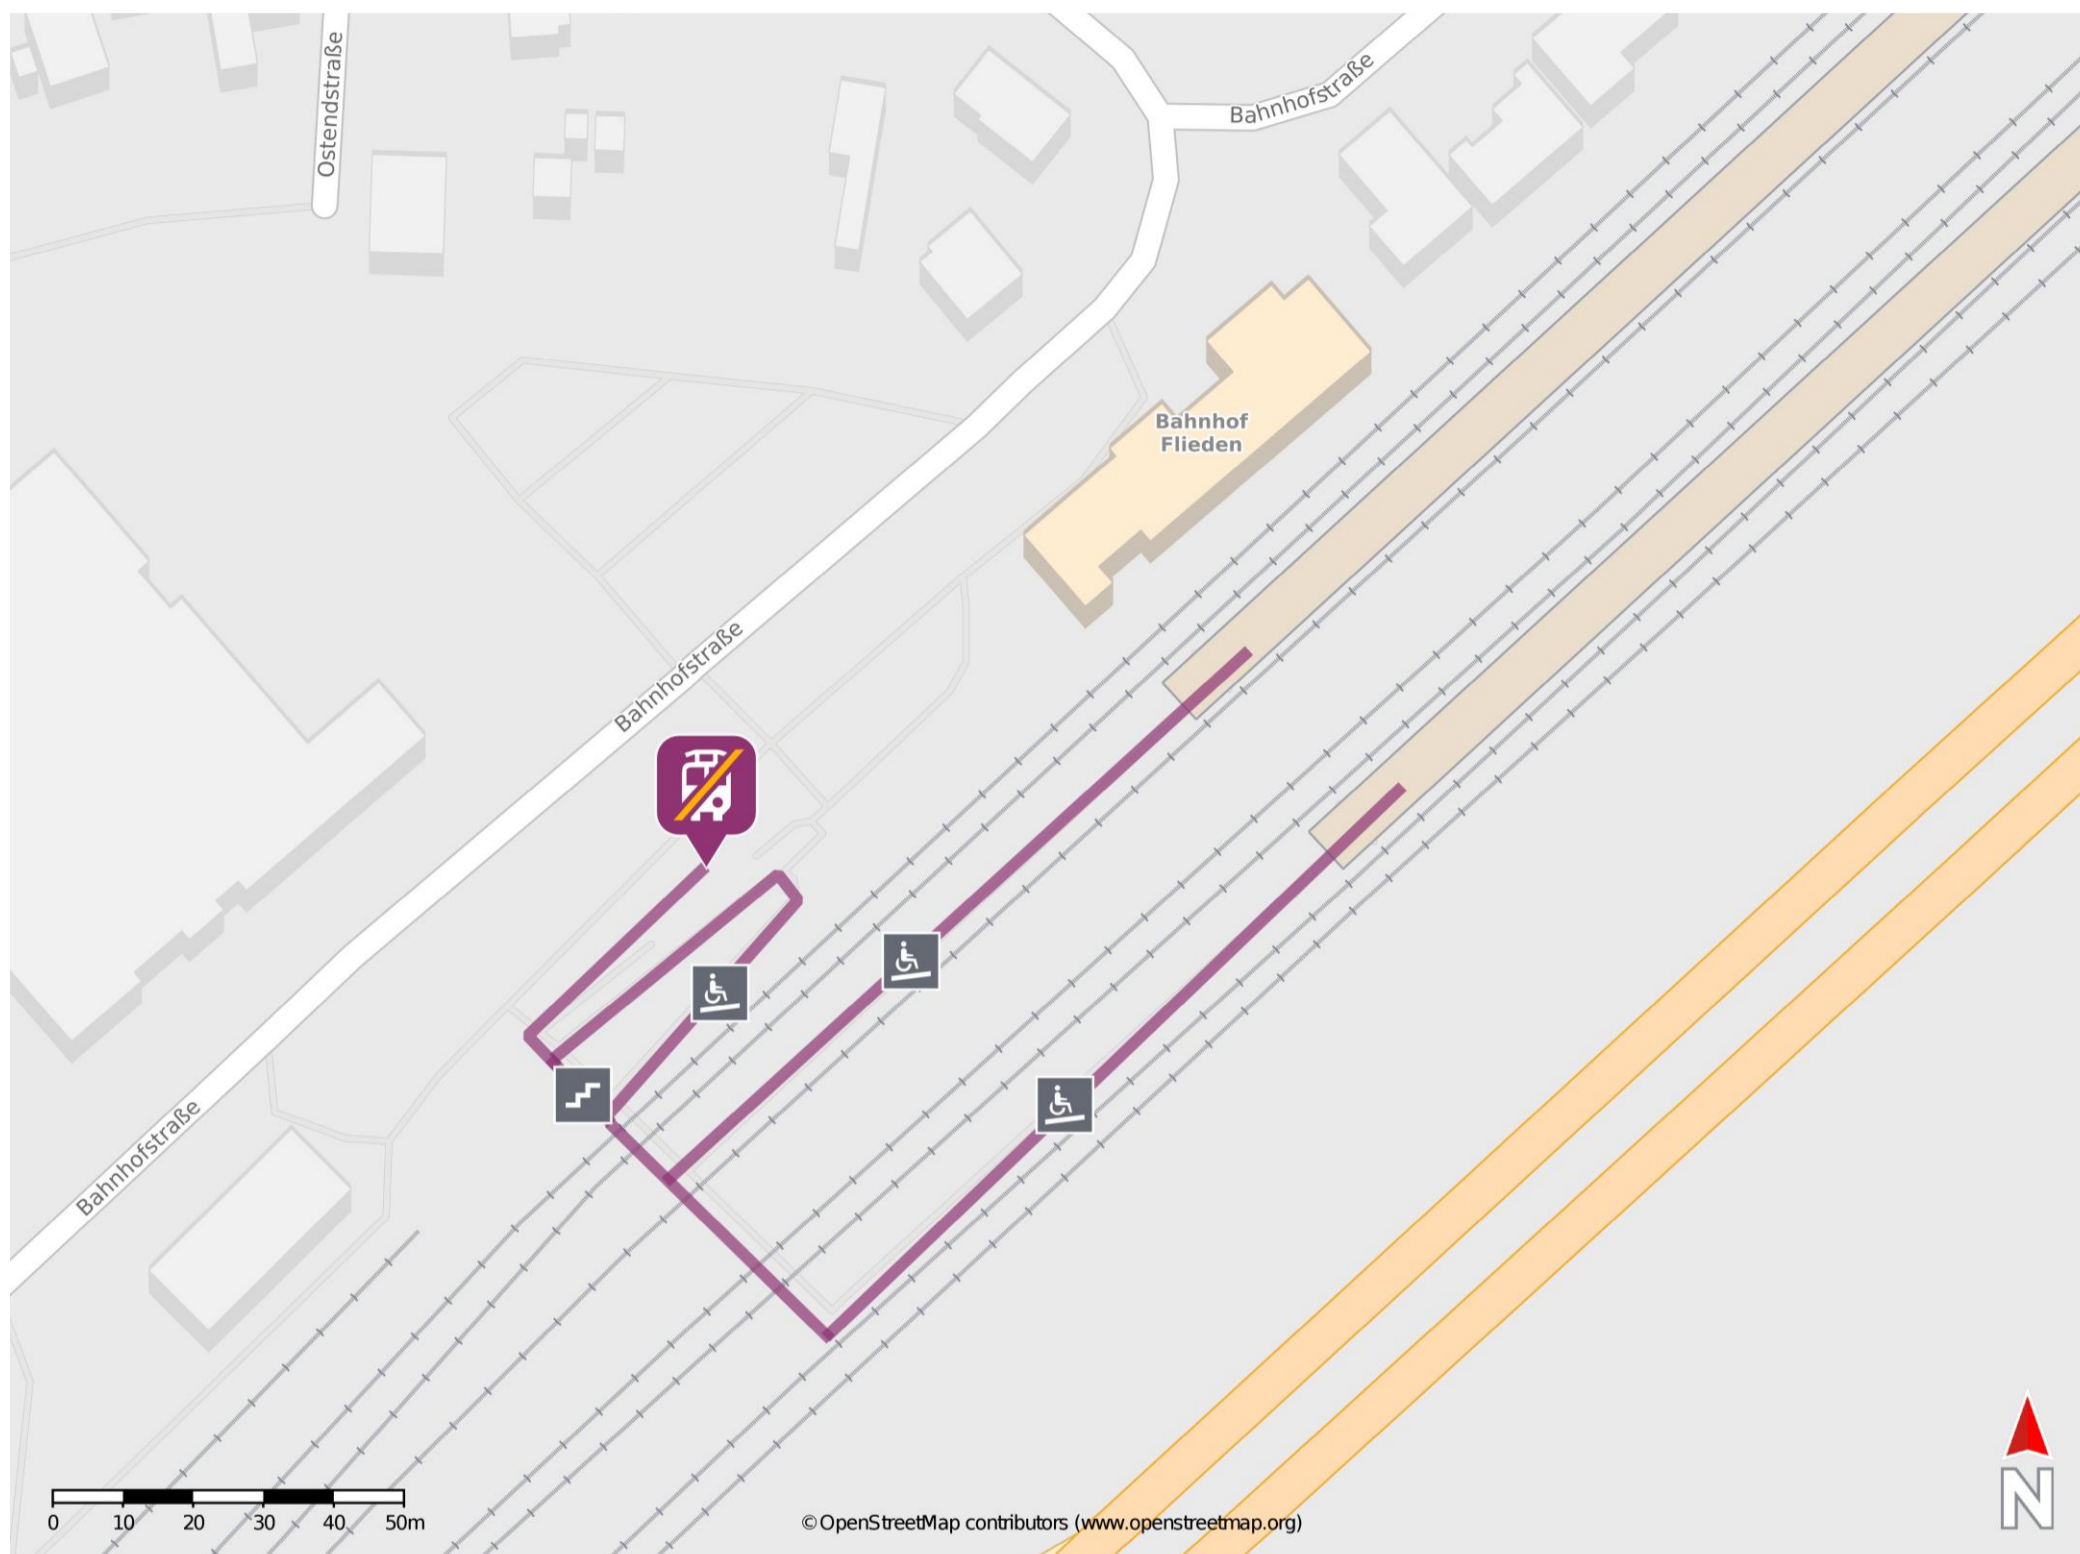 Ostendstraße
Bahnhofstraße
Bahnhof
Flieden
Bahnhofstraße
Bahnhofstraße
0 10 20 30 40 50m
© OpenStreetMap contributors (www.openstreetmap.org)
N